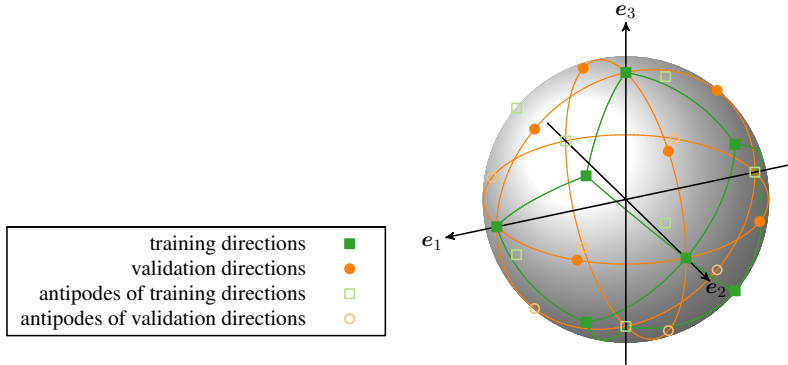 e₃
e₁
e₂
training directions
validation directions
antipodes of training directions
antipodes of validation directions